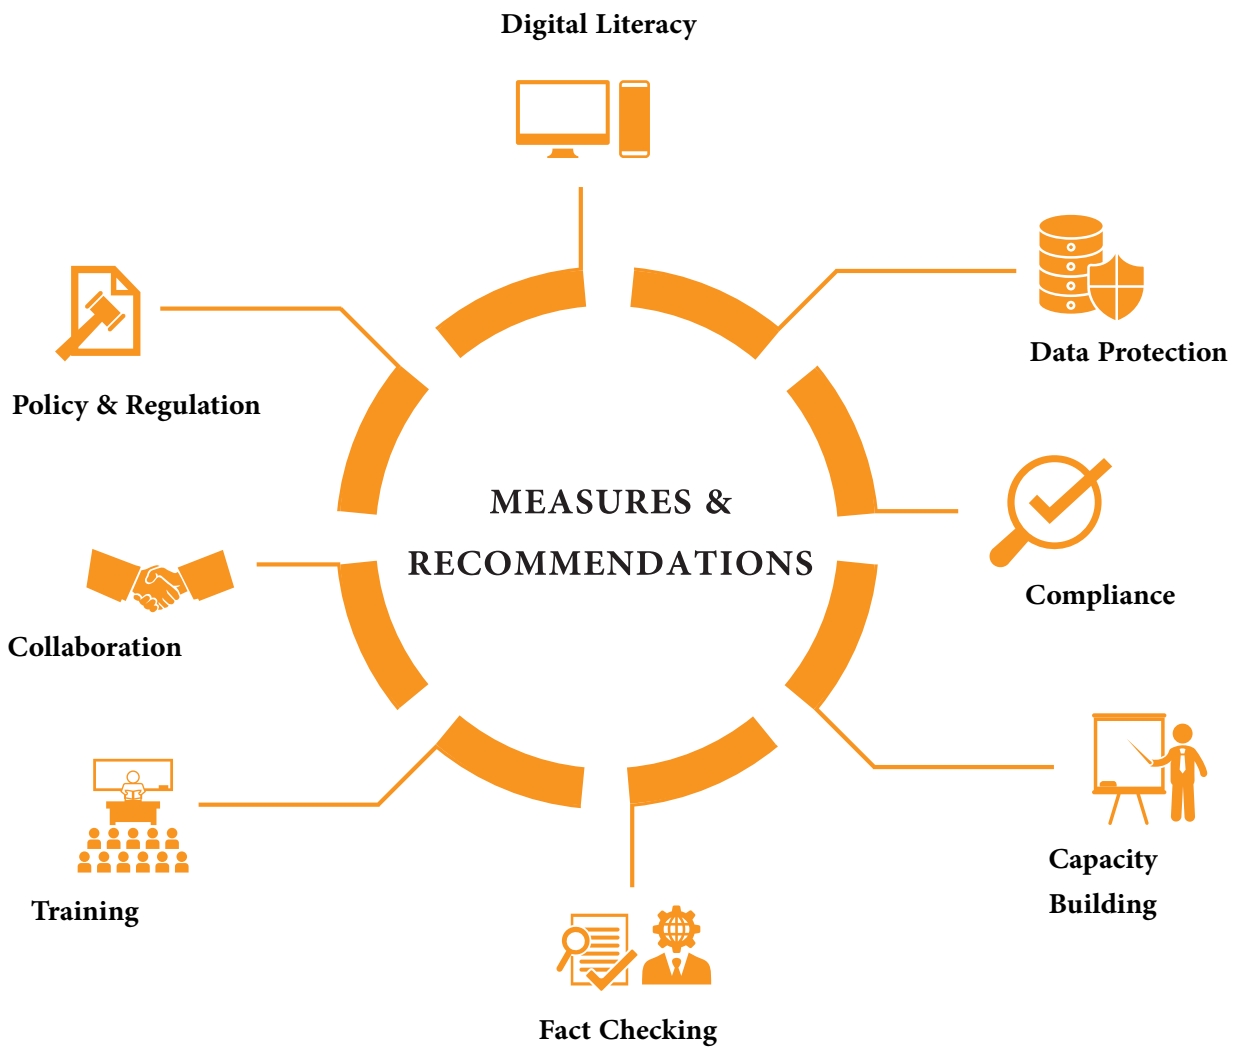 Digital Literacy
Data Protection
Policy & Regulation
MEASURES &
RECOMMENDATIONS
Compliance
Collaboration
Capacity
Building
Training
Fact Checking